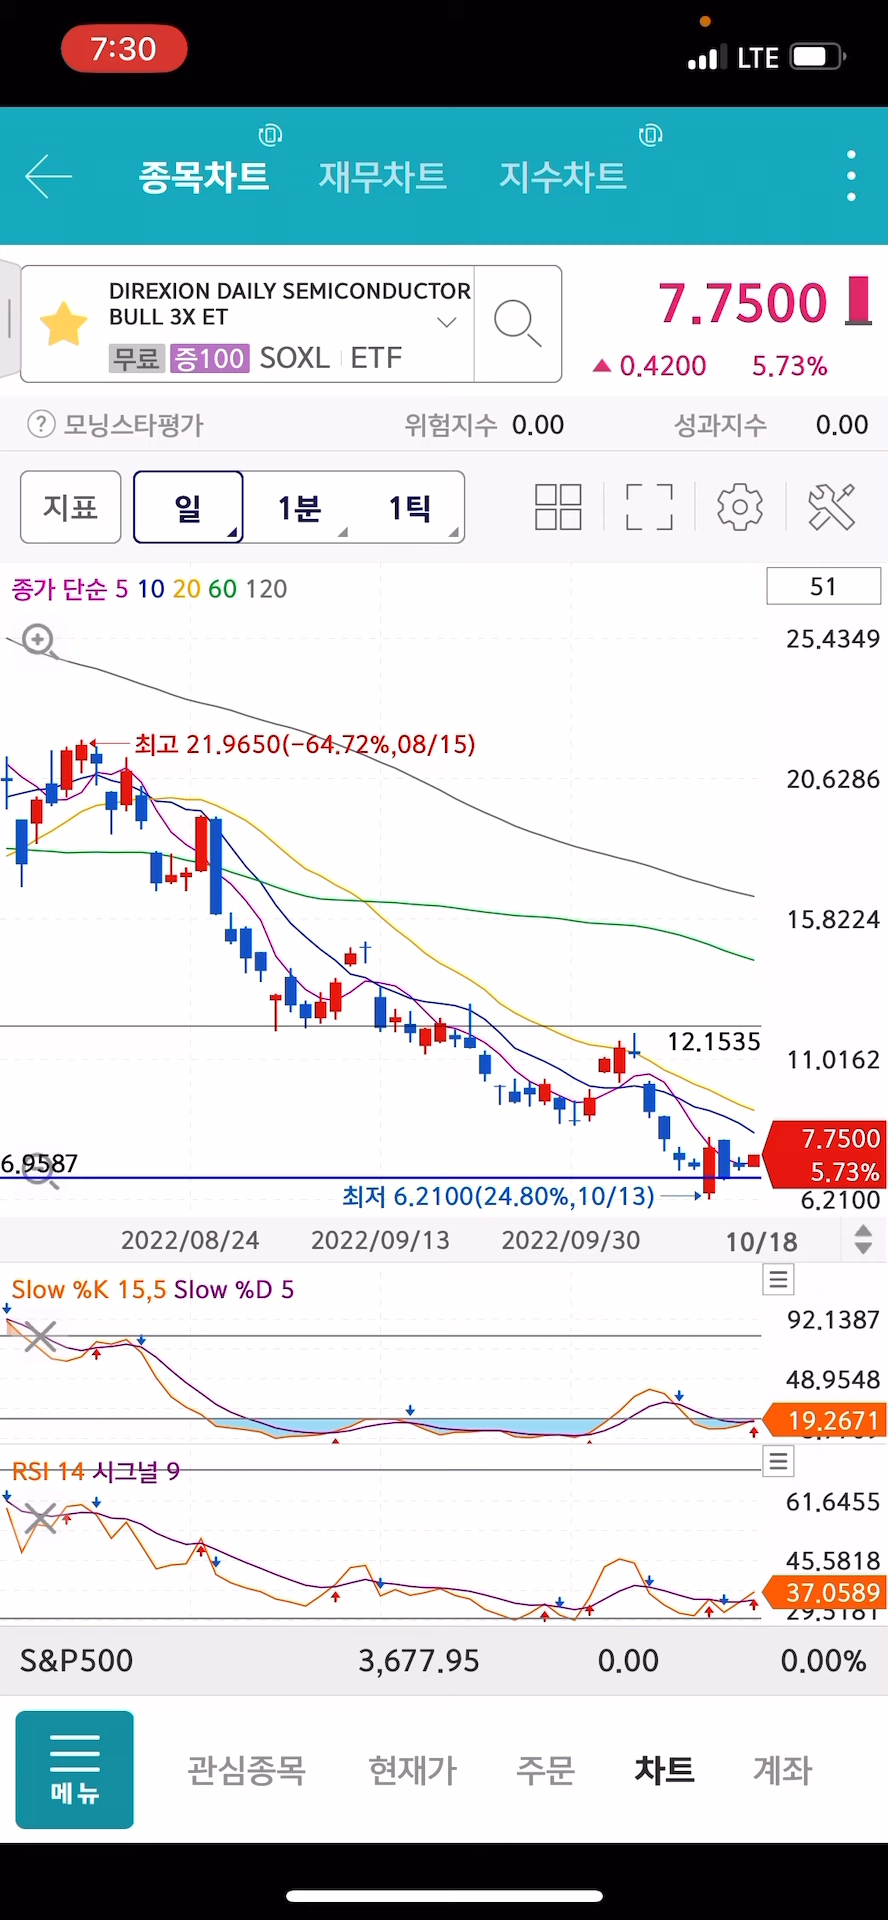 7:30
LTE
종목차트 재무차트 지수차트
DIREXION DAILY SEMICONDUCTOR
BULL 3X ET
무료 증100 SOXL ETF
7.7500
▲ 0.4200 5.73%
? 모닝스타평가 위험지수 0.00 성과지수 0.00
지표 일 1분 1틱
종가 단순 5 10 20 60 120
51
25.4349
최고 21.9650(-64.72%,08/15)
20.6286
15.8224
12.1535
11.0162
7.7500
5.73%
6.9587
최저 6.2100(24.80%,10/13)
6.2100
2022/08/24 2022/09/13 2022/09/30 10/18
Slow %K 15,5 Slow %D 5
92.1387
48.9548
19.2671
RSI 14 시그널 9
61.6455
45.5818
37.0589
29.5181
S&P500 3,677.95 0.00 0.00%
메뉴 관심종목 현재가 주문 차트 계좌